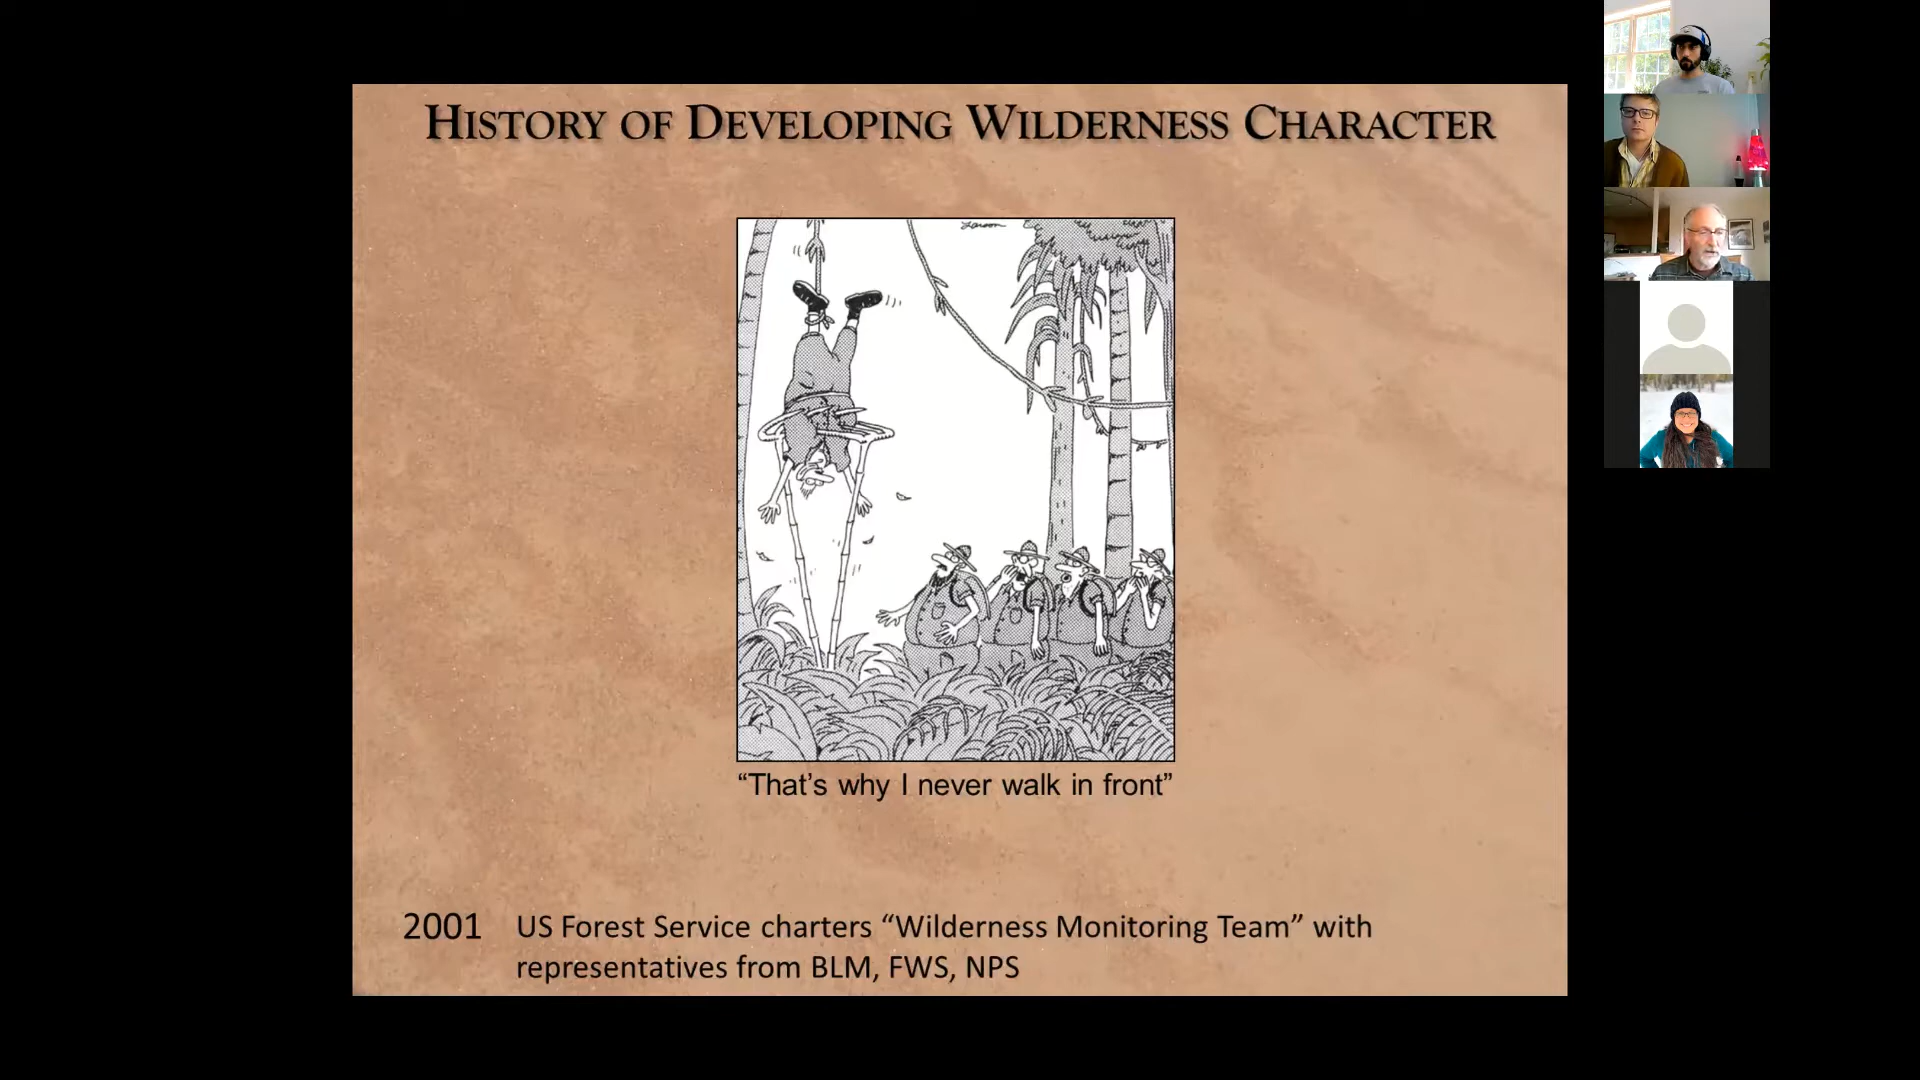 History of Developing Wilderness Character
Larson
“That’s why I never walk in front”
2001 US Forest Service charters “Wilderness Monitoring Team” with
representatives from BLM, FWS, NPS